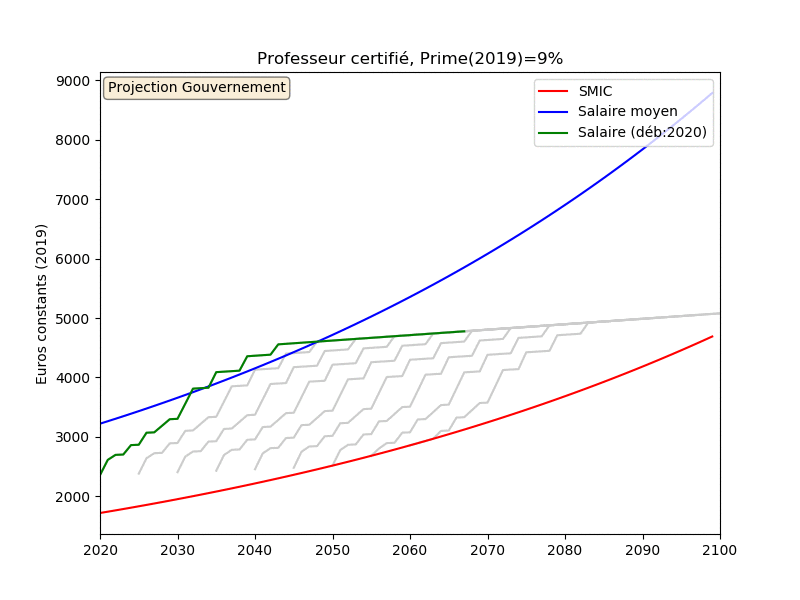 Professeur certifié, Prime(2019)=9%
Projection Gouvernement
SMIC
Salaire moyen
Salaire (déb:2020)
Euros constants (2019)
9000
8000
7000
6000
5000
4000
3000
2000
2020 2030 2040 2050 2060 2070 2080 2090 2100